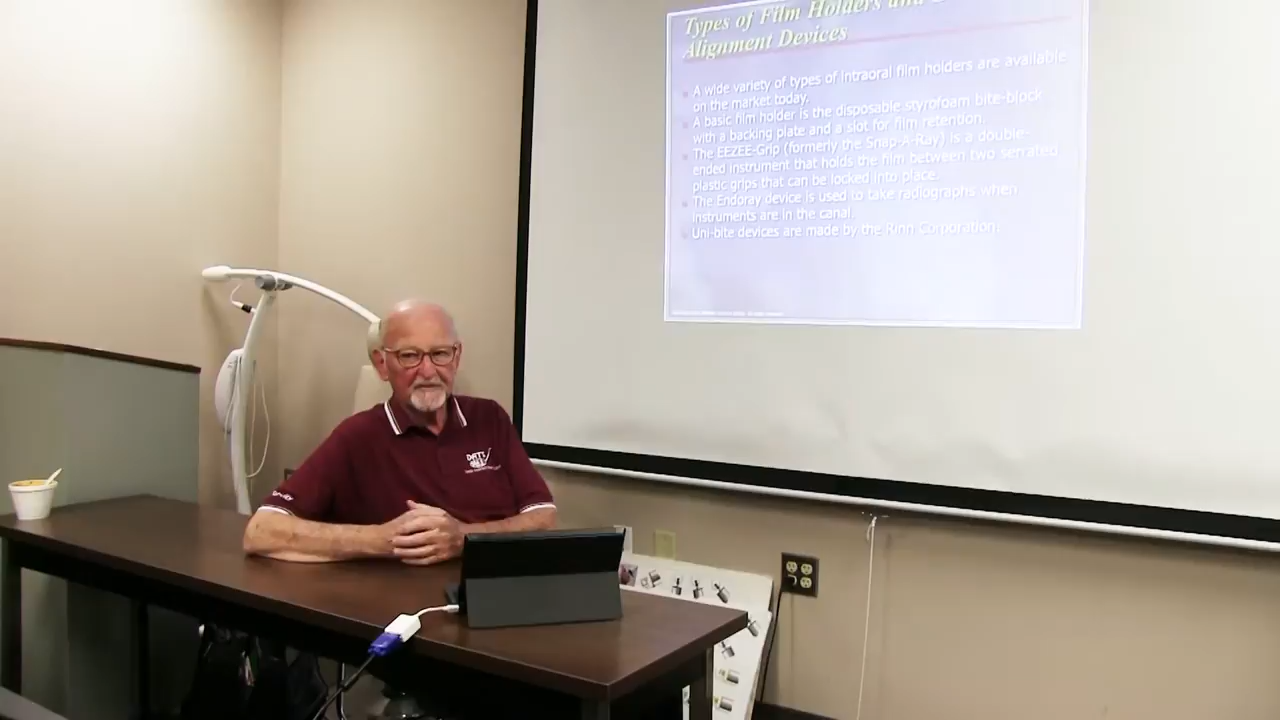 Types of Film Holders and
Alignment Devices
A wide variety of types of intraoral film holders are available
on the market today.
A basic film holder is the disposable styrofoam bite-block
with a backing plate and a slot for film retention.
The EEZEE-Grip (formerly the Snap-A-Ray) is a double-
ended instrument that holds the film between two serrated
plastic grips that can be locked into place.
The Endoray device is used to take radiographs when
instruments are in the canal.
Uni-bite devices are made by the Rinn Corporation.